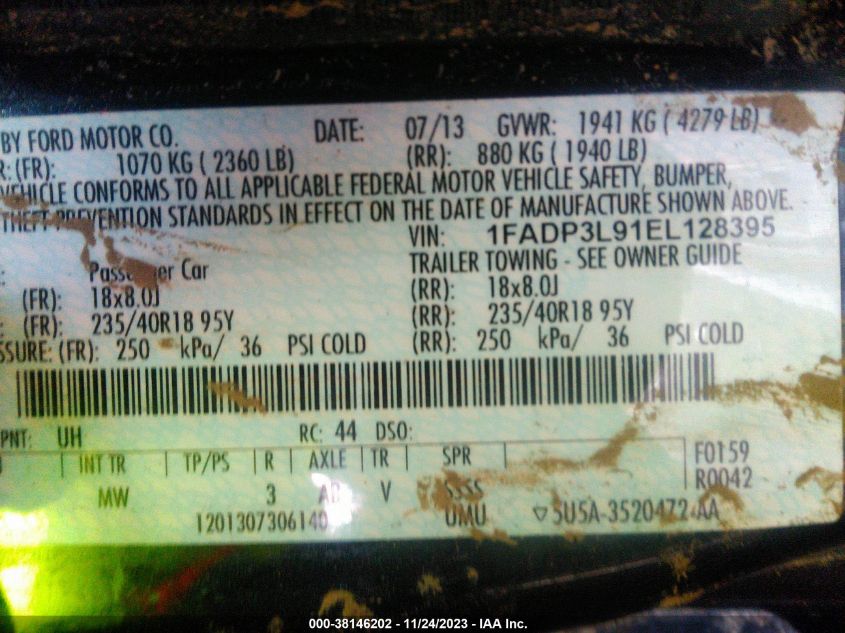 BY FORD MOTOR CO. DATE: 07/13 GVWR: 1941 KG ( 4279 LB)
R: (FR): 1070 KG ( 2360 LB) (RR): 880 KG ( 1940 LB)
VEHICLE CONFORMS TO ALL APPLICABLE FEDERAL MOTOR VEHICLE SAFETY, BUMPER,
THEFT PREVENTION STANDARDS IN EFFECT ON THE DATE OF MANUFACTURE SHOWN ABOVE.
VIN: 1FADP3L91EL128395
: Passenger Car TRAILER TOWING - SEE OWNER GUIDE
(FR): 18x8.0J (RR): 18x8.0J
: (FR): 235/40R18 95Y (RR): 235/40R18 95Y
SSURE: (FR): 250 kPa/ 36 PSI COLD (RR): 250 kPa/ 36 PSI COLD
PNT: UH RC: 44 DSO:
INT TR TP/PS R AXLE TR SPR F0159
R0042
MW 3 V SSSS
1201307306140 UMU 5U5A-3520472-AA
000-38146202 - 11/24/2023 - IAA Inc.